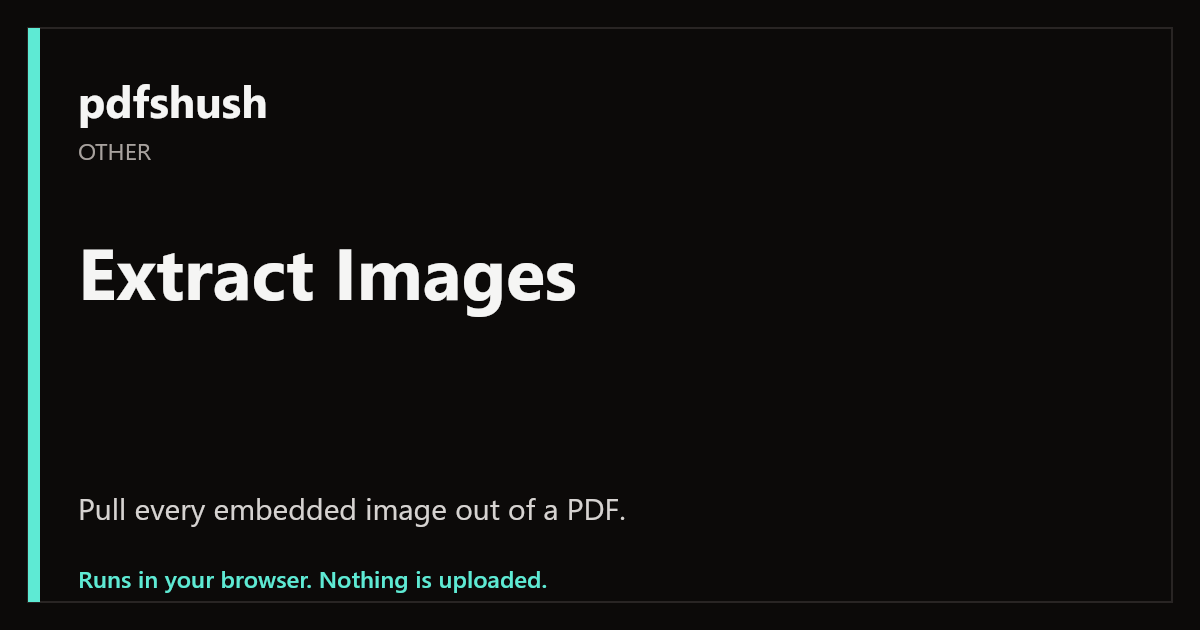 pdfshush
OTHER
Extract Images
Pull every embedded image out of a PDF.
Runs in your browser. Nothing is uploaded.